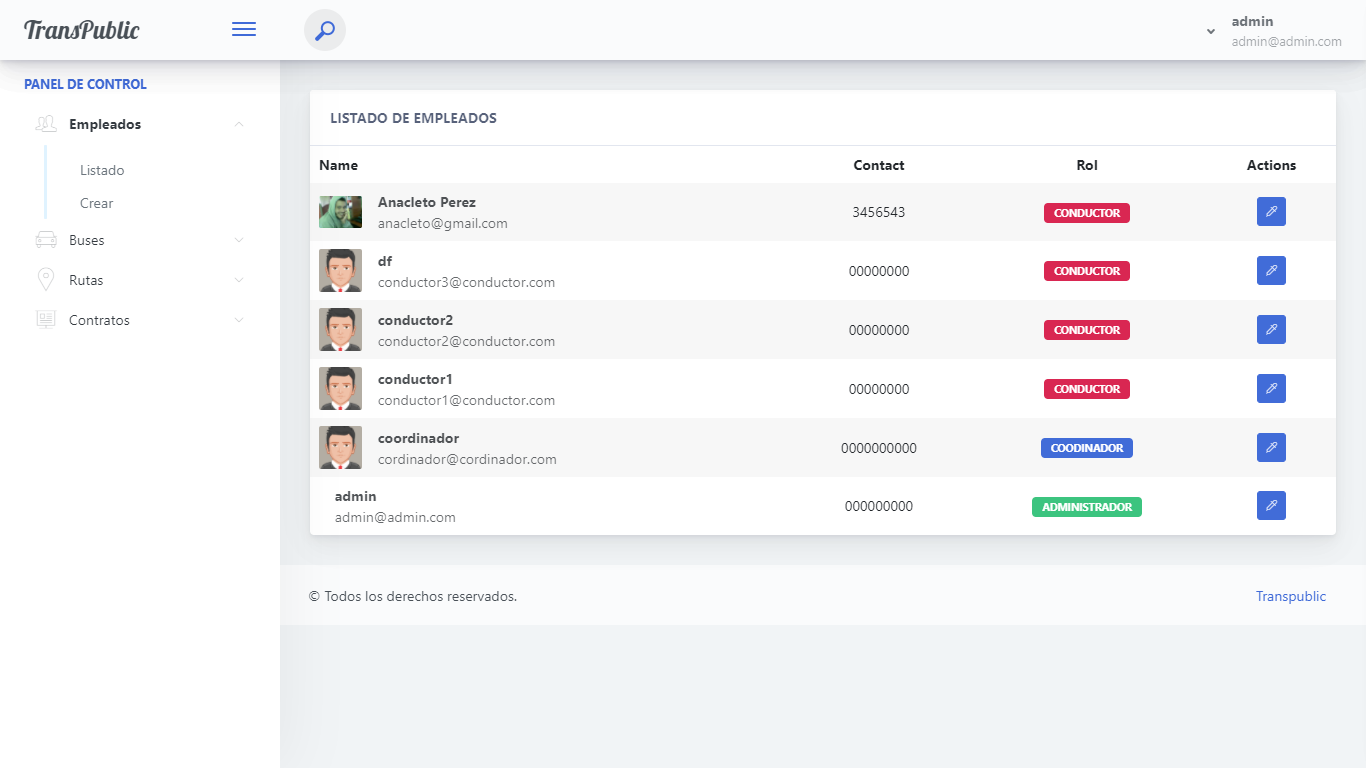 TransPublic
admin
admin@admin.com
PANEL DE CONTROL
Empleados
Listado
Crear
Buses
Rutas
Contratos
LISTADO DE EMPLEADOS
Name Contact Rol Actions
Anacleto Perez
anacleto@gmail.com
3456543 CONDUCTOR
df
conductor3@conductor.com
00000000 CONDUCTOR
conductor2
conductor2@conductor.com
00000000 CONDUCTOR
conductor1
conductor1@conductor.com
00000000 CONDUCTOR
coordinador
cordinador@cordinador.com
0000000000 COODINADOR
admin
admin@admin.com
000000000 ADMINISTRADOR
© Todos los derechos reservados. Transpublic